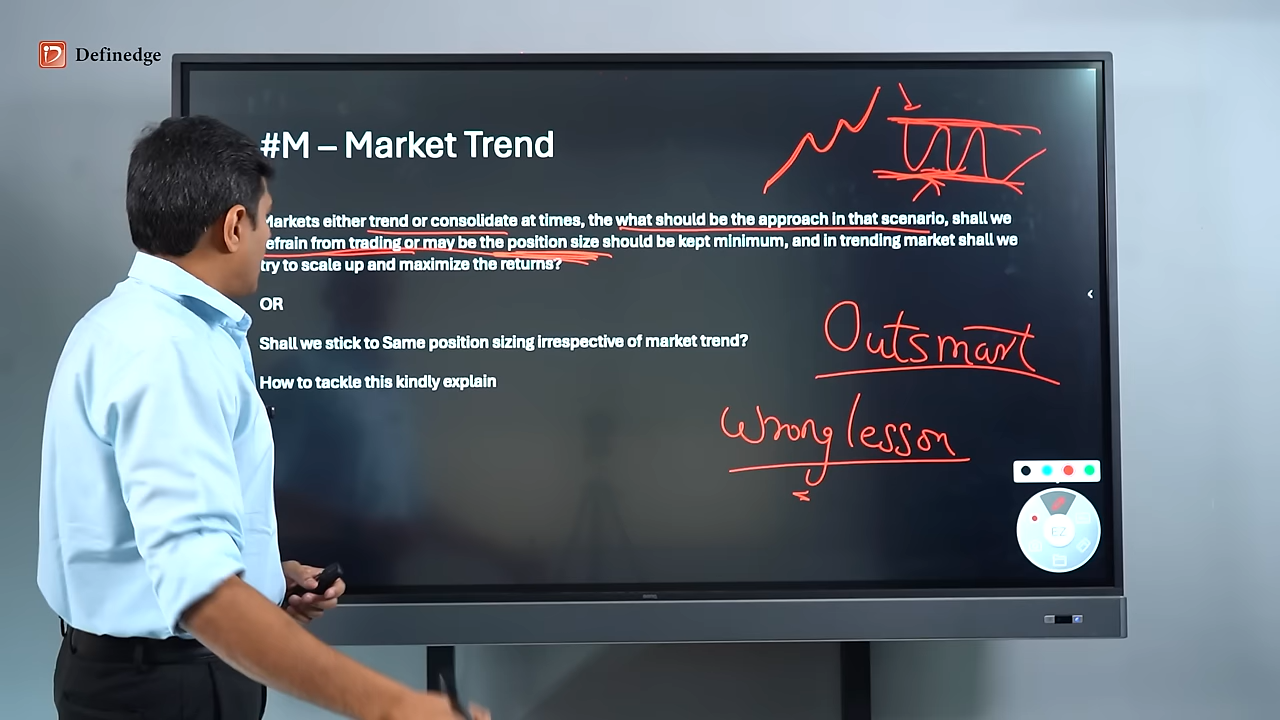 Definedge
#M – Market Trend
Markets either trend or consolidate at times, the what should be the approach in that scenario, shall we
refrain from trading or may be the position size should be kept minimum, and in trending market shall we
try to scale up and maximize the returns?
OR
Shall we stick to Same position sizing irrespective of market trend?
How to tackle this kindly explain
Outsmart
wrong lesson
EZ